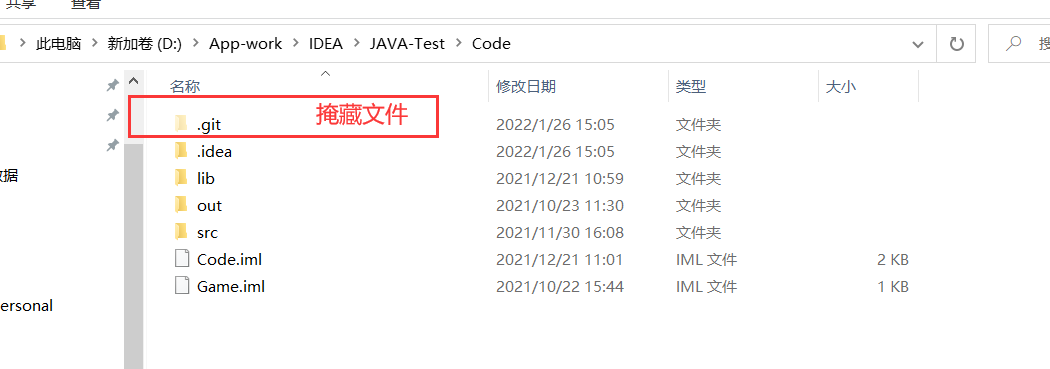 共享 查看
此电脑 新加卷 (D:) App-work IDEA JAVA-Test Code
名称 修改日期 类型 大小
掩藏文件
.git 2022/1/26 15:05 文件夹
.idea 2022/1/26 15:05 文件夹
lib 2021/12/21 10:59 文件夹
out 2021/10/23 11:30 文件夹
src 2021/11/30 16:08 文件夹
Code.iml 2021/12/21 11:01 IML 文件 2 KB
Game.iml 2021/10/22 15:44 IML 文件 1 KB
ersonal